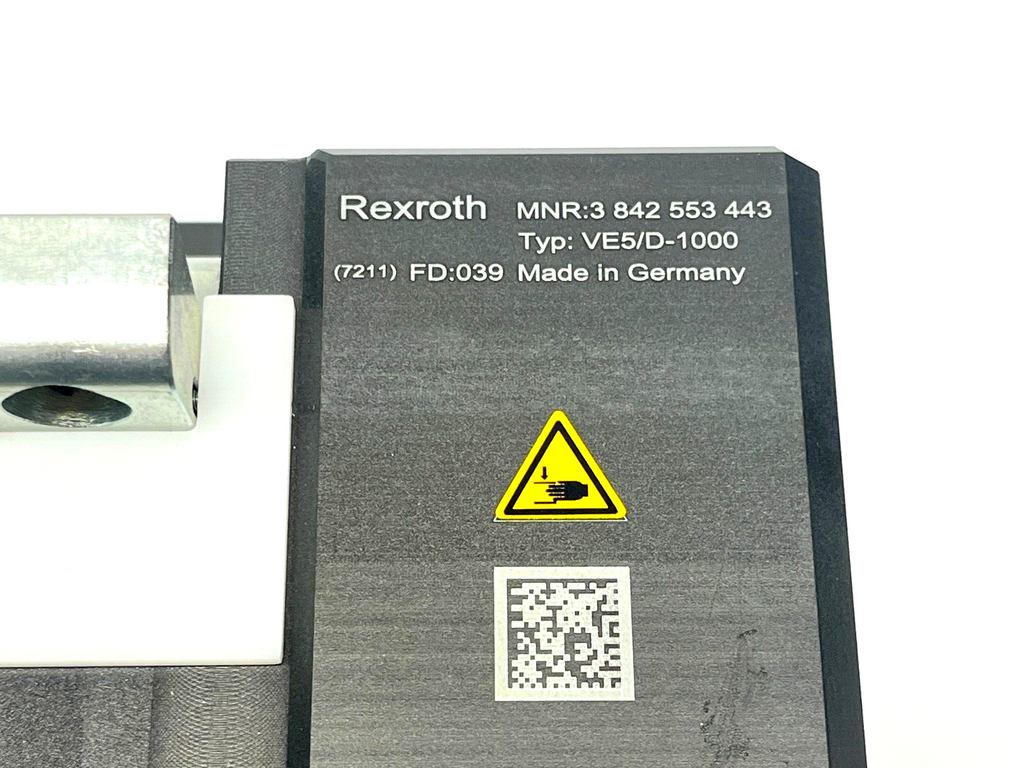 Rexroth MNR:3 842 553 443
Typ: VE5/D-1000
(7211) FD:039 Made in Germany